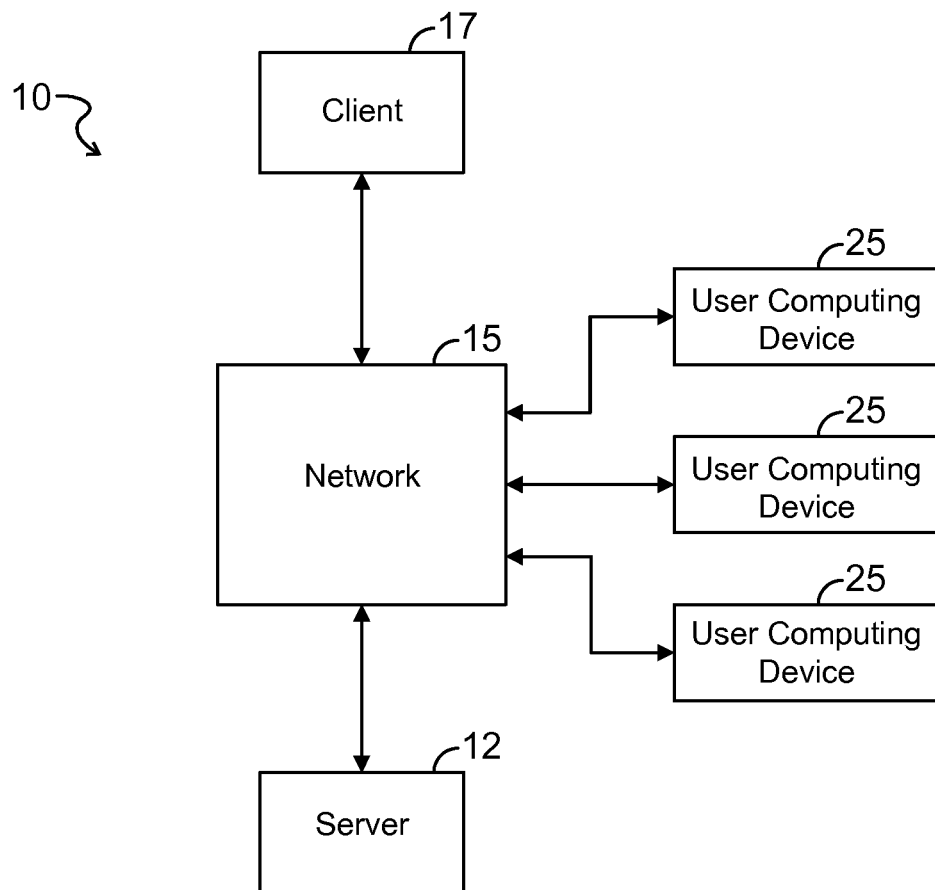 17
10
Client
25
User Computing
Device
15
25
Network
User Computing
Device
25
User Computing
Device
12
Server